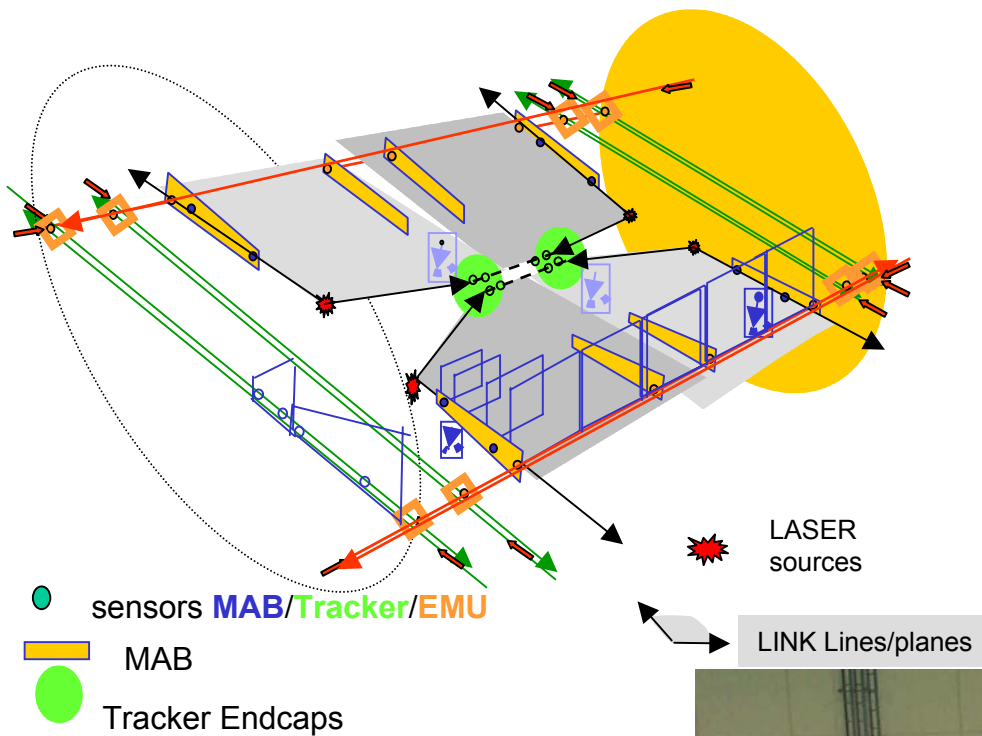 LASER
sources
sensors MAB/Tracker/EMU
LINK Lines/planes
MAB
Tracker Endcaps